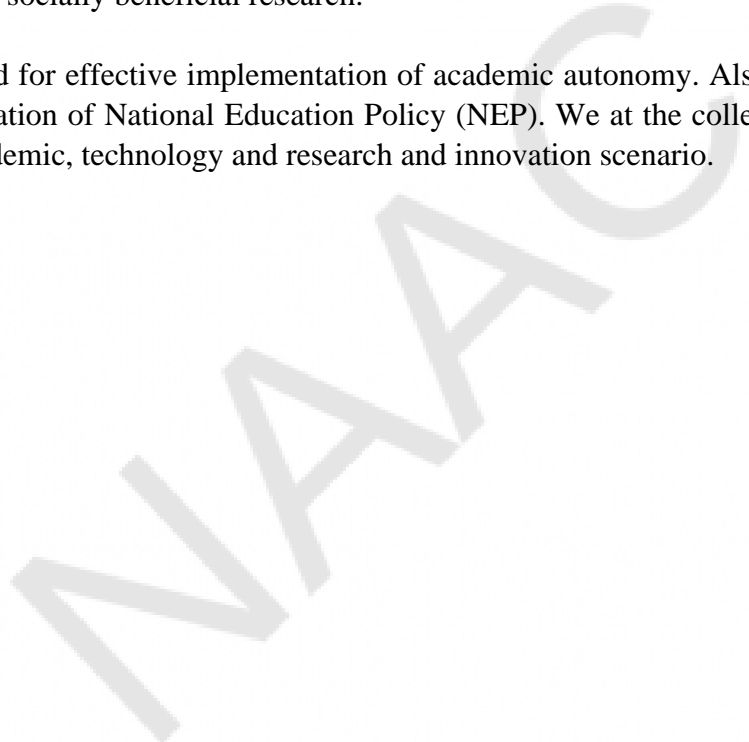 socially beneficial research.
for effective implementation of academic autonomy. Als
ation of National Education Policy (NEP). We at the colle
demic, technology and research and innovation scenario.
NAAC